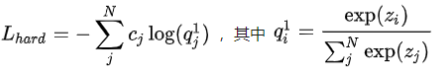 L_{hard} = -\sum_{j}^{N} c_j \log(q_j^1) ，其中 q_i^1 = \frac{\exp(z_i)}{\sum_{j}^{N} \exp(z_j)}